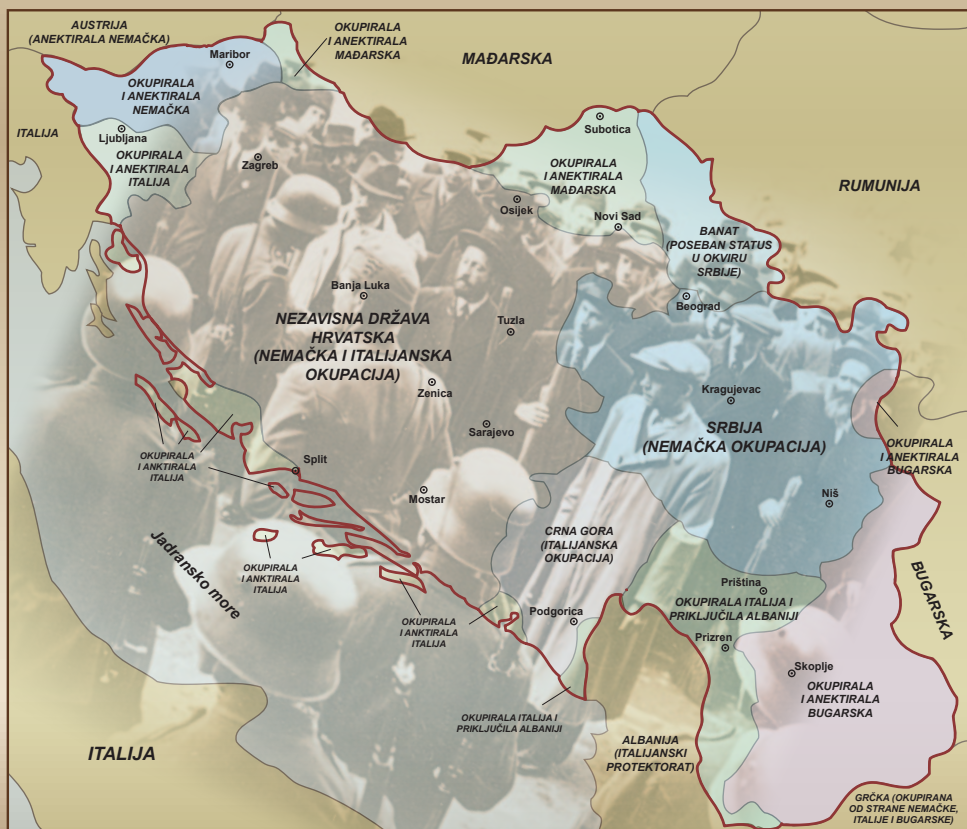 AUSTRIJA
(ANEKTIRALA NEMAČKA)
OKUPIRALA
I ANEKTIRALA
MAĐARSKA
MAĐARSKA
Maribor
OKUPIRALA
I ANEKTIRALA
NEMAČKA
ITALIJA
Ljubljana
OKUPIRALA
I ANEKTIRALA
ITALIJA
Zagreb
Subotica
OKUPIRALA
I ANEKTIRALA
MAĐARSKA
Osijek
Novi Sad
RUMUNIJA
BANAT
(POSEBAN STATUS
U OKVIRU
SRBIJE)
Beograd
Banja Luka
NEZAVISNA DRŽAVA
HRVATSKA
(NEMAČKA I ITALIJANSKA
OKUPACIJA)
Tuzla
Zenica
Sarajevo
Kragujevac
SRBIJA
(NEMAČKA OKUPACIJA)
OKUPIRALA
I ANEKTIRALA
BUGARSKA
OKUPIRALA
I ANKTIRALA
ITALIJA
Split
Mostar
Niš
Jadransko more
CRNA GORA
(ITALIJANSKA
OKUPACIJA)
OKUPIRALA
I ANKTIRALA
ITALIJA
BUGARSKA
Priština
OKUPIRALA ITALIJA I
PRIKLJUČILA ALBANIJI
Podgorica
OKUPIRALA
I ANKTIRALA
ITALIJA
Prizren
Skoplje
OKUPIRALA
I ANEKTIRALA
BUGARSKA
OKUPIRALA ITALIJA I
PRIKLJUČILA ALBANIJI
ALBANIJA
(ITALIJANSKI
PROTEKTORAT)
ITALIJA
GRČKA (OKUPIRANA
OD STRANE NEMAČKE,
ITALIJE I BUGARSKE)